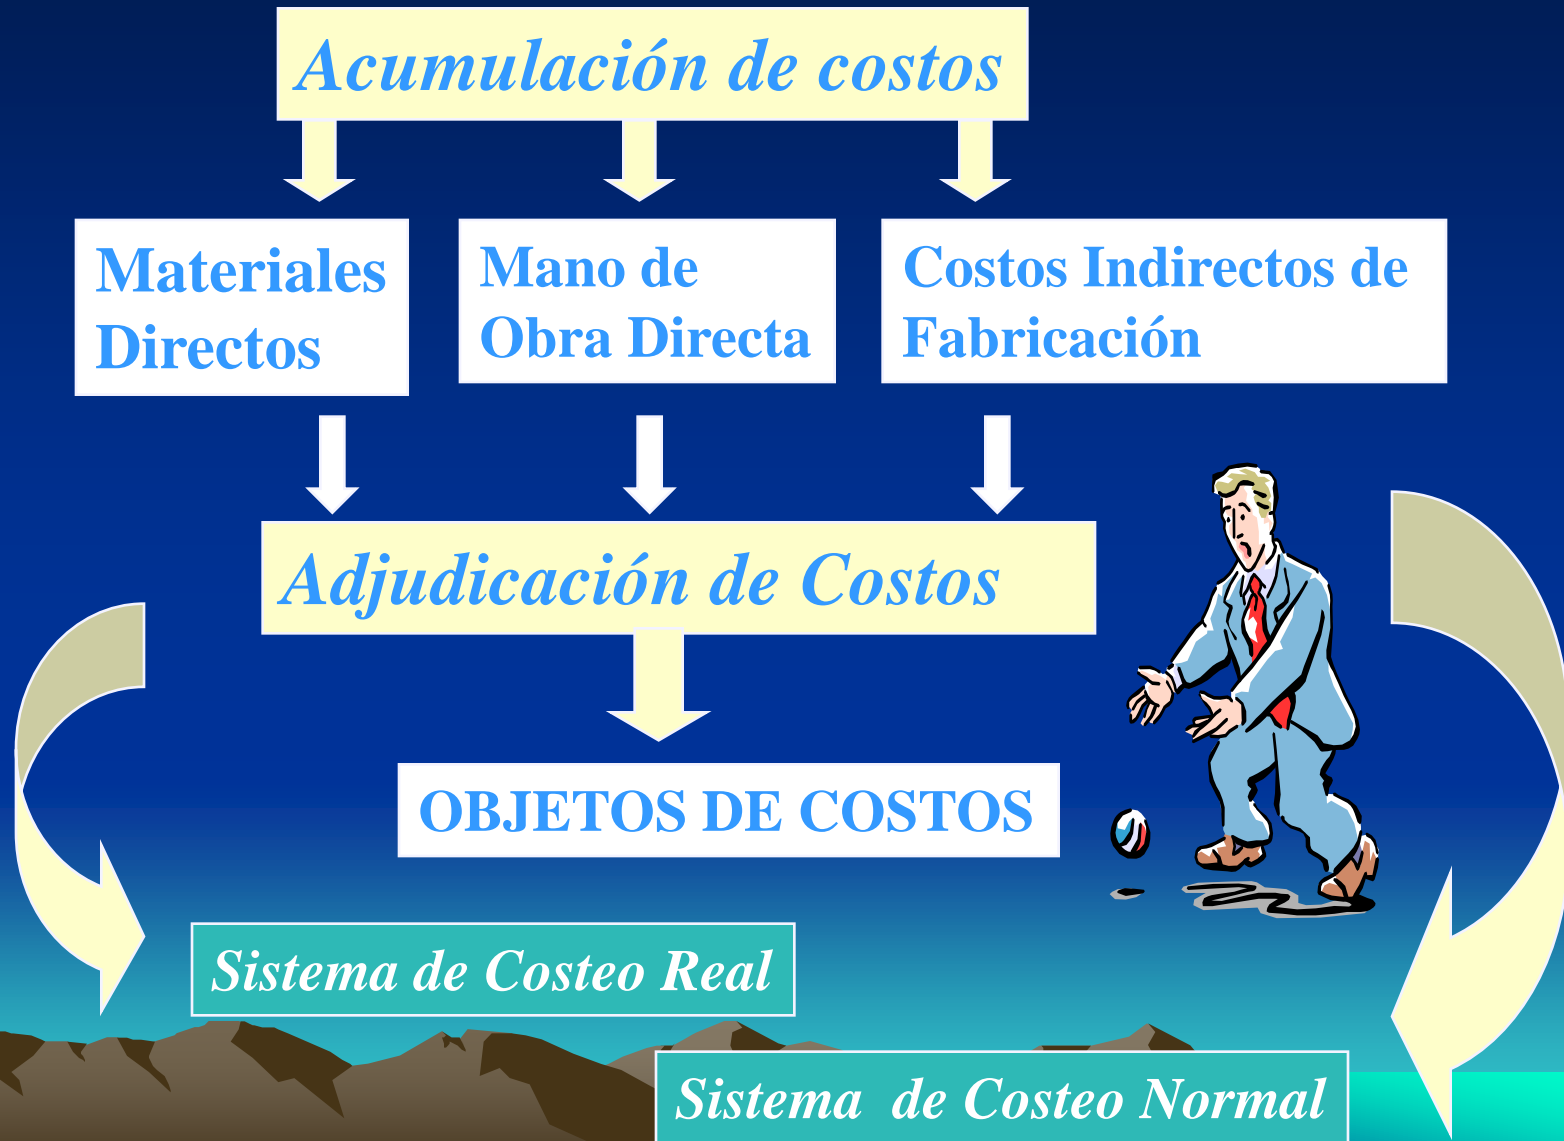 Acumulación de costos
Materiales
Directos
Mano de
Obra Directa
Costos Indirectos de
Fabricación
Adjudicación de Costos
OBJETOS DE COSTOS
Sistema de Costeo Real
Sistema de Costeo Normal